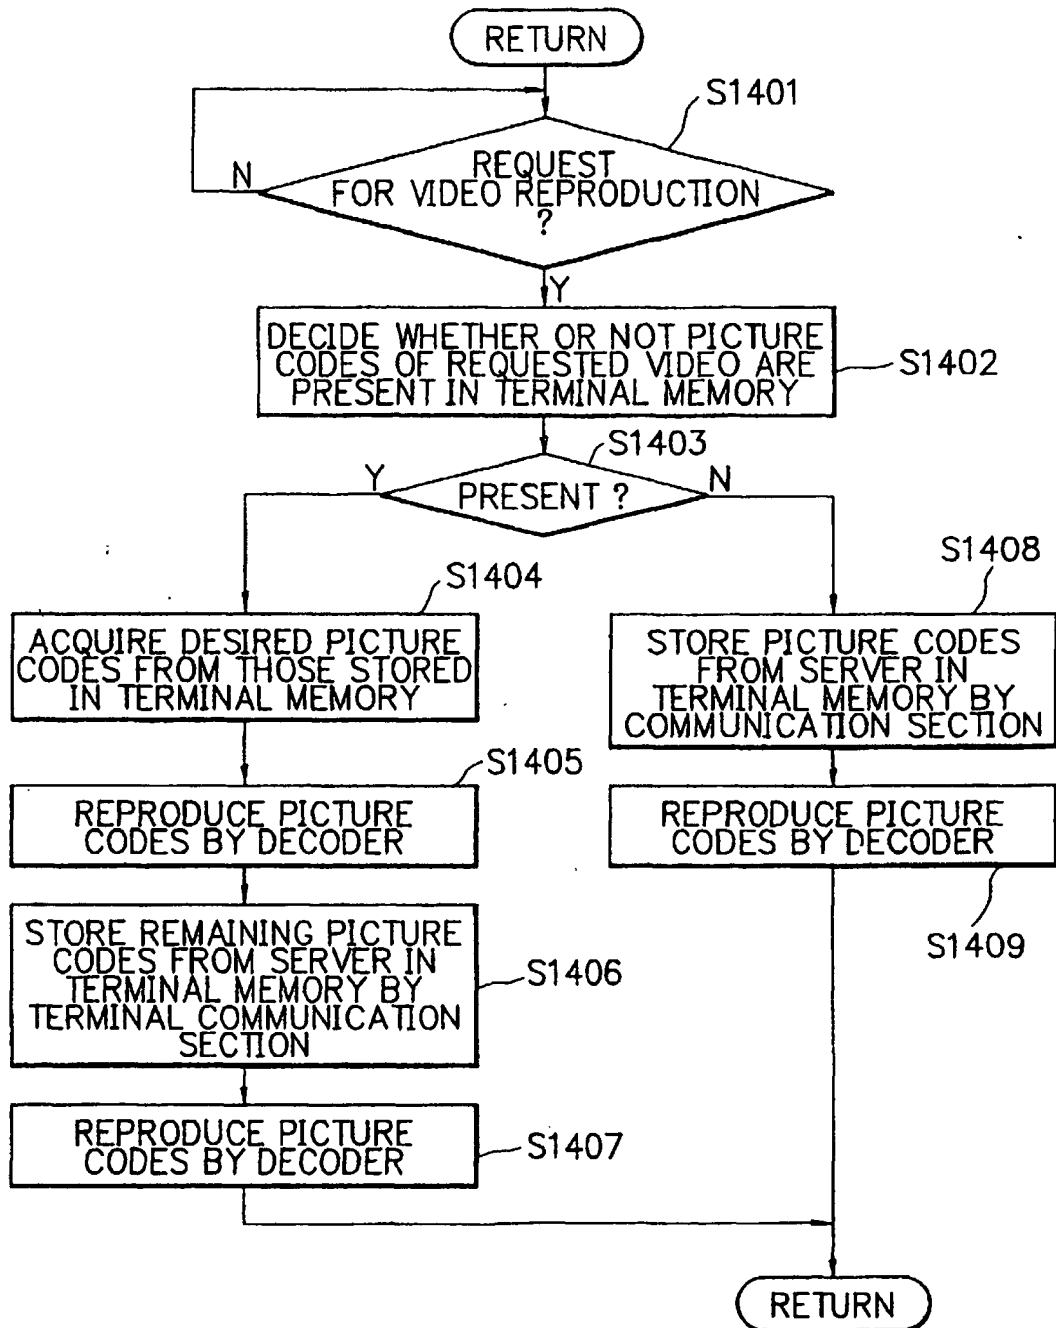 RETURN
S1401
REQUEST
FOR VIDEO REPRODUCTION
?
N
Y
DECIDE WHETHER OR NOT PICTURE
CODES OF REQUESTED VIDEO ARE
PRESENT IN TERMINAL MEMORY
S1402
S1403
Y
PRESENT ?
N
S1404
ACQUIRE DESIRED PICTURE
CODES FROM THOSE STORED
IN TERMINAL MEMORY
S1408
STORE PICTURE CODES
FROM SERVER IN
TERMINAL MEMORY BY
COMMUNICATION SECTION
S1405
REPRODUCE PICTURE
CODES BY DECODER
REPRODUCE PICTURE
CODES BY DECODER
S1409
STORE REMAINING PICTURE
CODES FROM SERVER IN
TERMINAL MEMORY BY
TERMINAL COMMUNICATION
SECTION
S1406
REPRODUCE PICTURE
CODES BY DECODER
S1407
RETURN